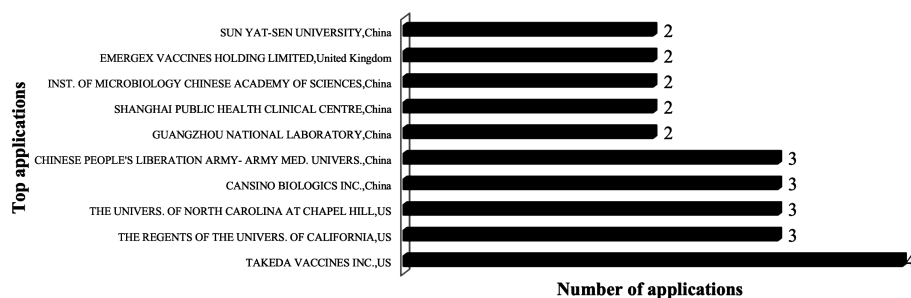 SUN YAT-SEN UNIVERSITY,China 2
EMERGEX VACCINES HOLDING LIMITED,United Kingdom 2
INST. OF MICROBIOLOGY CHINESE ACADEMY OF SCIENCES,China 2
SHANGHAI PUBLIC HEALTH CLINICAL CENTRE,China 2
GUANGZHOU NATIONAL LABORATORY,China 2
CHINESE PEOPLE'S LIBERATION ARMY- ARMY MED. UNIVERS.,China 3
CANSINO BIOLOGICS INC.,China 3
THE UNIVERS. OF NORTH CAROLINA AT CHAPEL HILL,US 3
THE REGENTS OF THE UNIVERS. OF CALIFORNIA,US 3
TAKEDA VACCINES INC.,US 4
Top applications
Number of applications